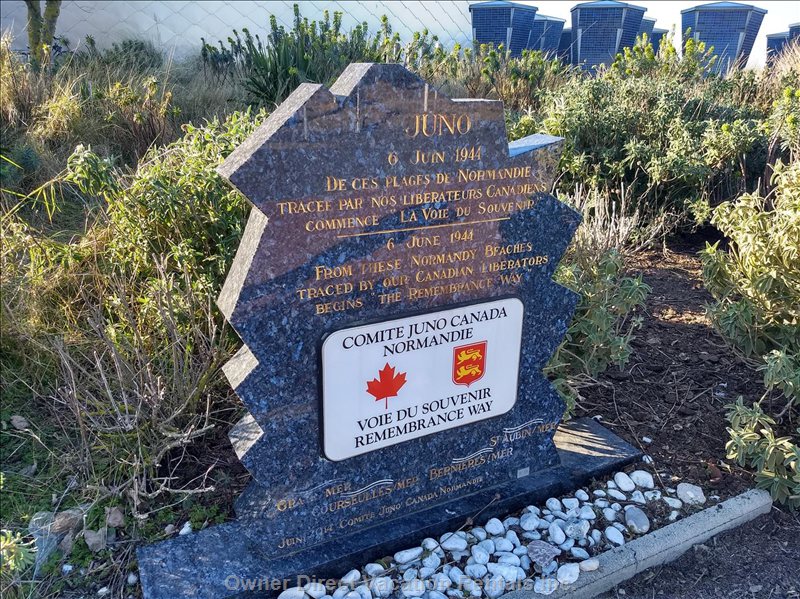 JUNO
6 JUIN 1944
DE CES PLAGES DE NORMANDIE
TRACEE PAR NOS LIBERATEURS CANADIENS
COMMENCE LA VOIE DU SOUVENIR
6 JUNE 1944
FROM THESE NORMANDY BEACHES
TRACED BY OUR CANADIAN LIBERATORS
BEGINS THE REMEMBRANCE WAY
COMITE JUNO CANADA
NORMANDIE
VOIE DU SOUVENIR
REMEMBRANCE WAY
MER COURSEULLES/MER BERNIERES/MER ST AUBIN/MER
JUIN COMITE JUNO CANADA NORMANDIE
Owner Direct Vacation Rentals